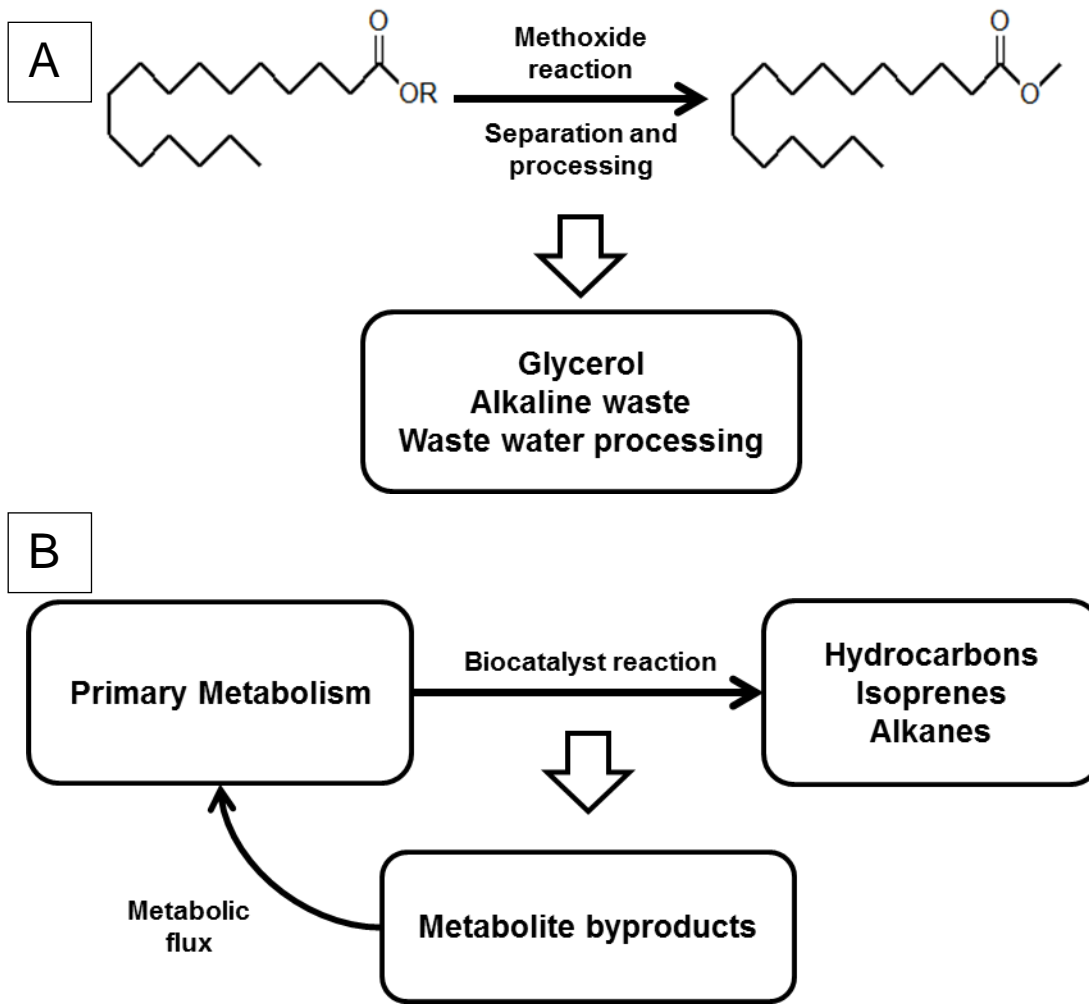 A
O
OR
Methoxide
reaction
Separation and
processing
O
O
Glycerol
Alkaline waste
Waste water processing
B
Primary Metabolism
Biocatalyst reaction
Hydrocarbons
Isoprenes
Alkanes
Metabolic
flux
Metabolite byproducts